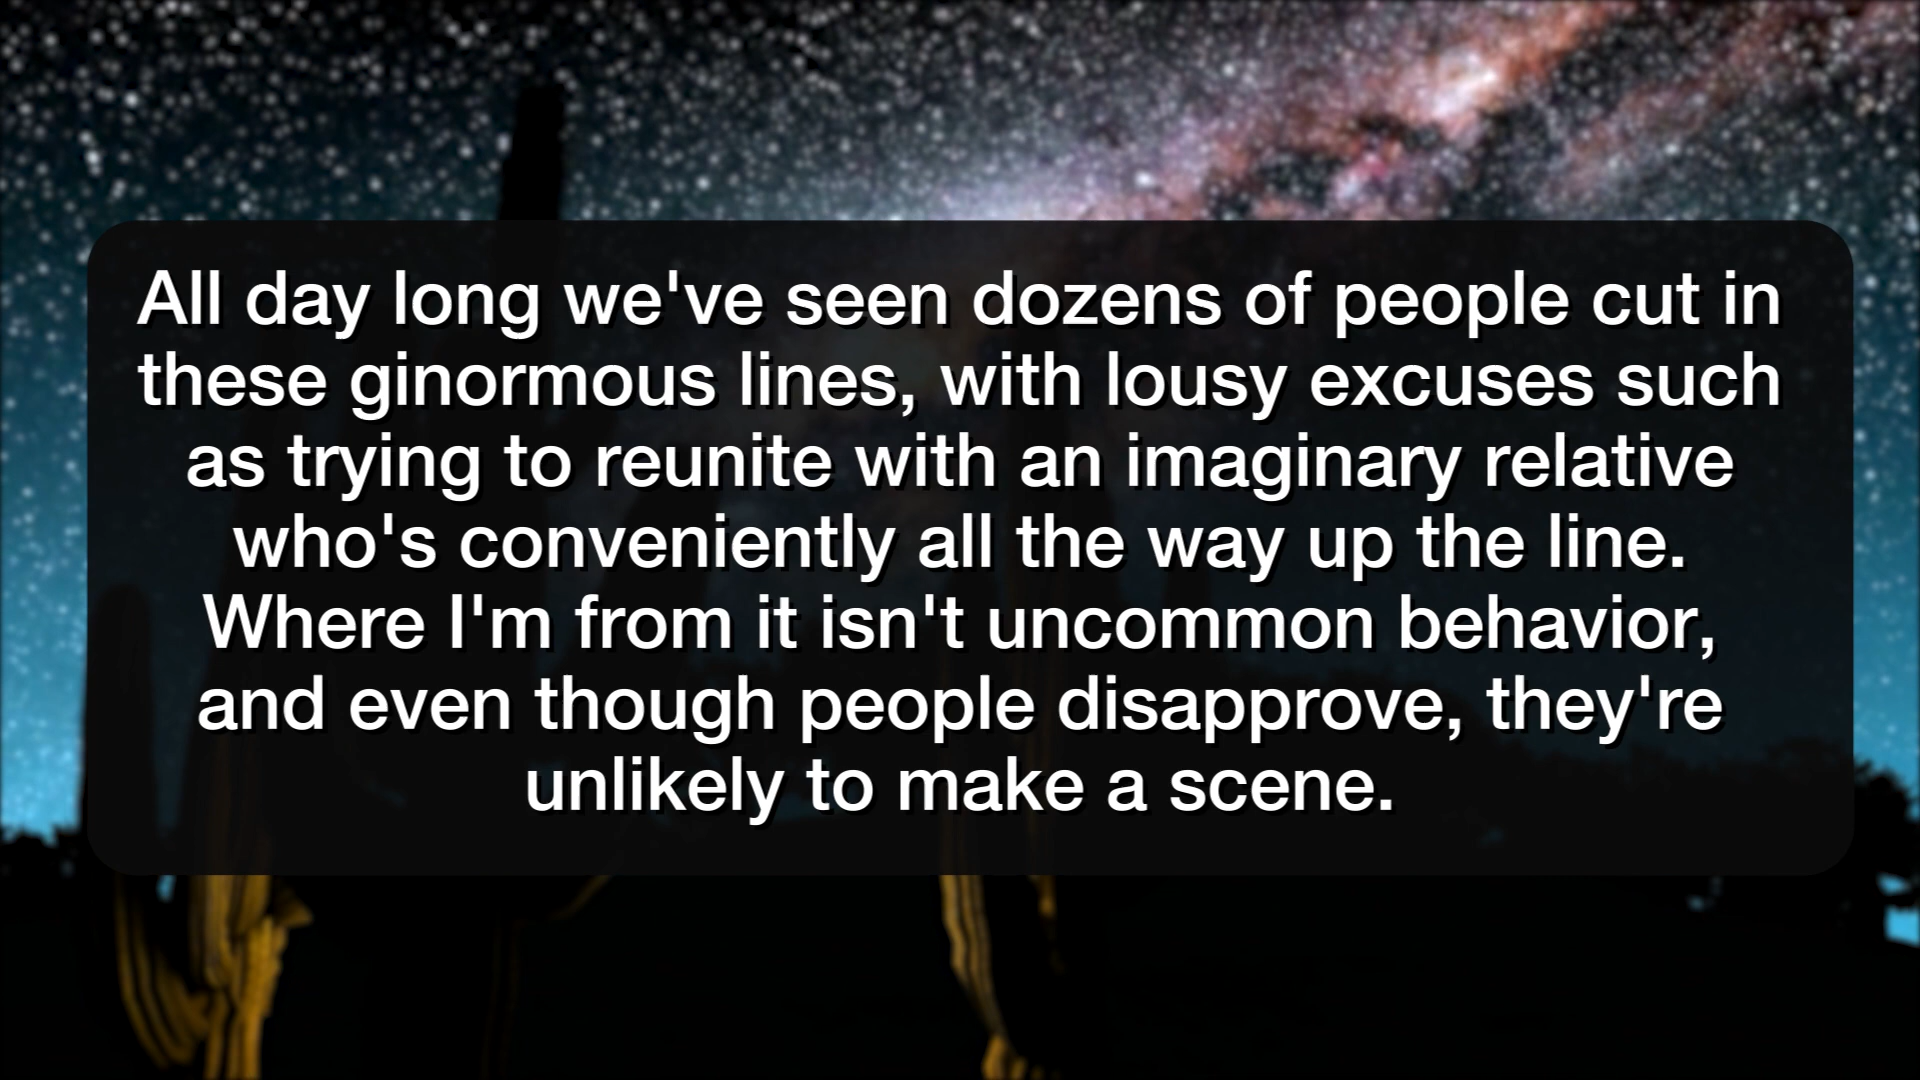 All day long we've seen dozens of people cut in
these ginormous lines, with lousy excuses such
as trying to reunite with an imaginary relative
who's conveniently all the way up the line.
Where I'm from it isn't uncommon behavior,
and even though people disapprove, they're
unlikely to make a scene.